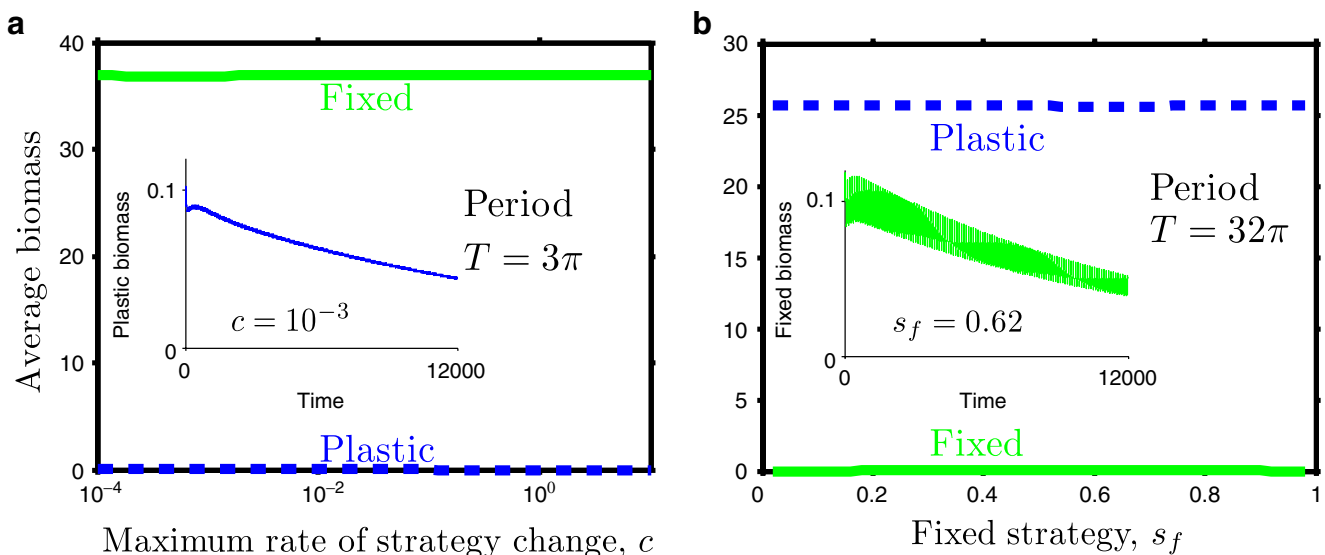 a
40
30
20
10
0
Average biomass
Fixed
Plastic biomass
0.1
0
c = 10⁻³
0
12000
Time
Period
T = 3π
Plastic
10⁻⁴
10⁻²
10⁰
Maximum rate of strategy change, c
b
30
25
20
15
10
5
0
Plastic
Fixed biomass
0.1
0
s_f = 0.62
0
12000
Time
Period
T = 32π
Fixed
0
0.2
0.4
0.6
0.8
1
Fixed strategy, s_f